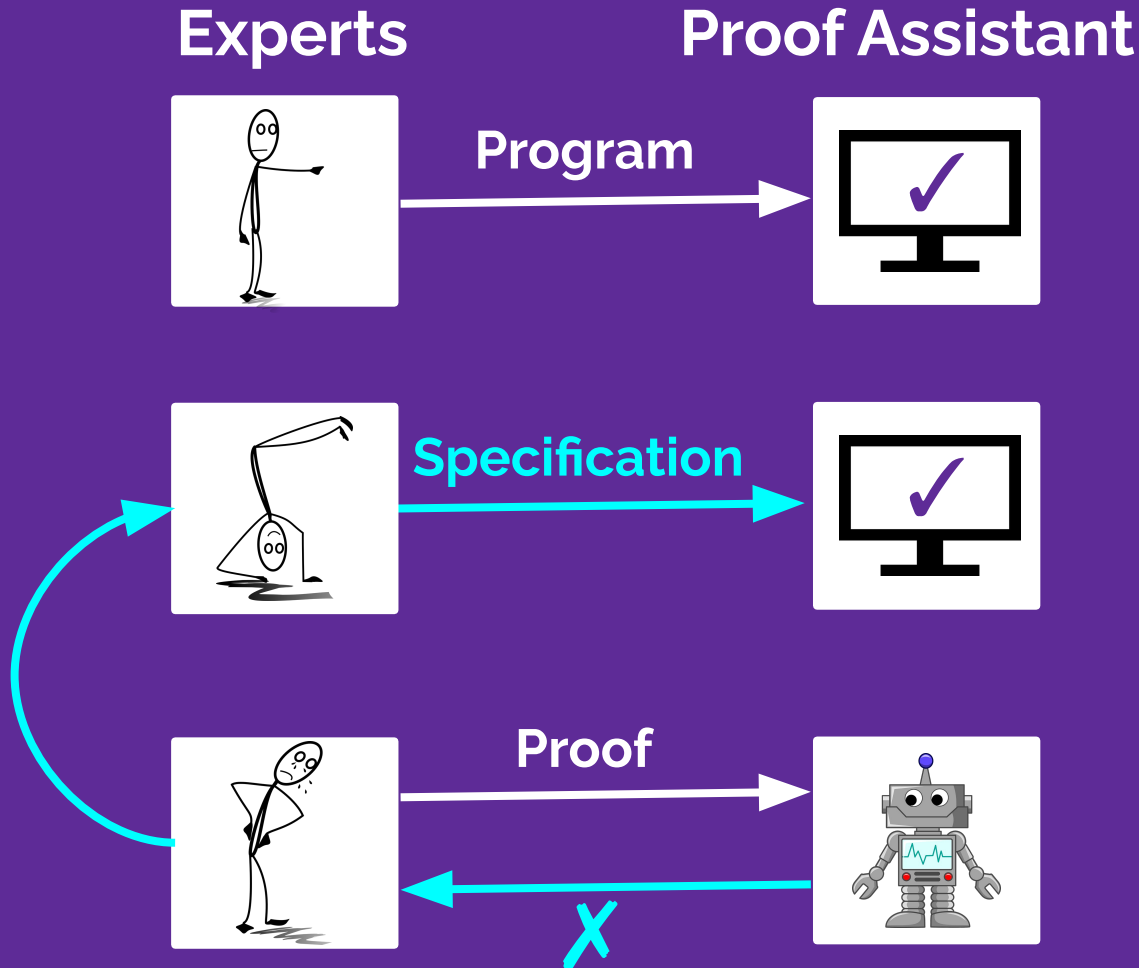 Experts
Proof Assistant
Program
Specification
Proof